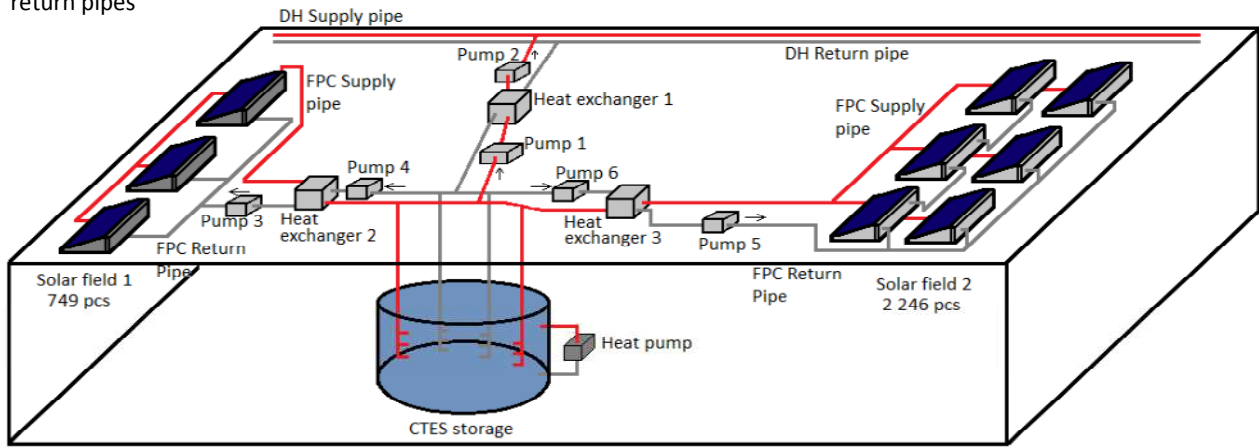 return pipes
DH Supply pipe
Pump 2
DH Return pipe
FPC Supply
pipe
Heat exchanger 1
FPC Supply
pipe
Pump 1
Pump 4
Pump 6
Pump 3
Heat
exchanger 2
Heat
exchanger 3
Pump 5
FPC Return
Pipe
FPC Return
Pipe
Solar field 1
749 pcs
Solar field 2
2 246 pcs
Heat pump
CTES storage